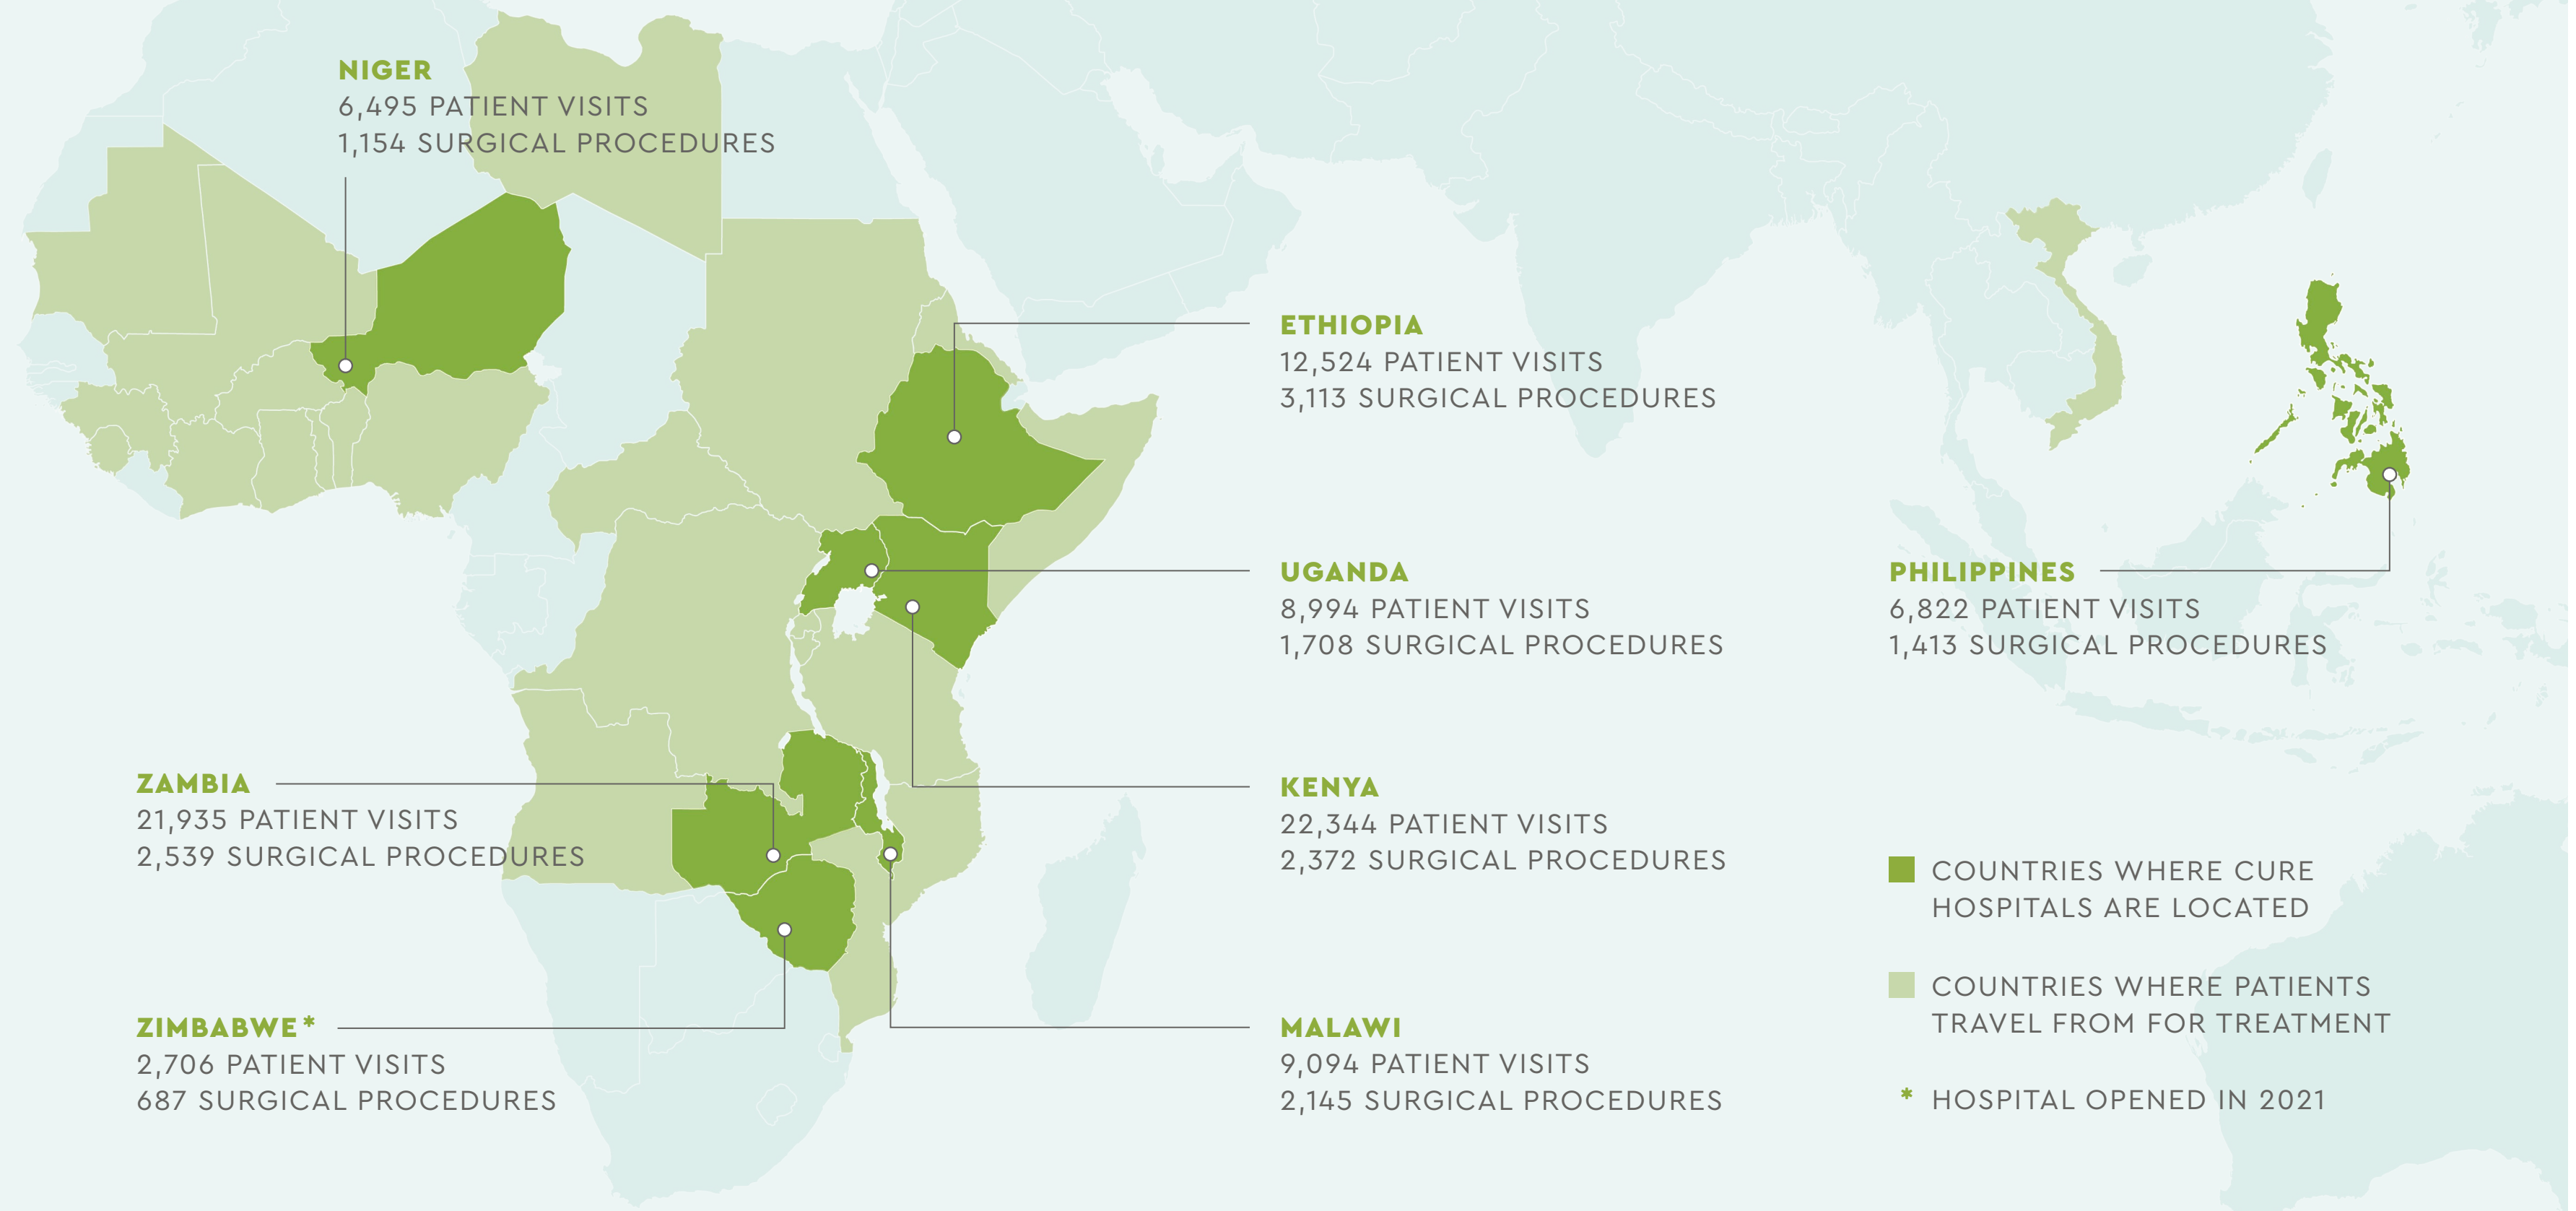 NIGER
6,495 PATIENT VISITS
1,154 SURGICAL PROCEDURES
ETHIOPIA
12,524 PATIENT VISITS
3,113 SURGICAL PROCEDURES
UGANDA
8,994 PATIENT VISITS
1,708 SURGICAL PROCEDURES
PHILIPPINES
6,822 PATIENT VISITS
1,413 SURGICAL PROCEDURES
ZAMBIA
21,935 PATIENT VISITS
2,539 SURGICAL PROCEDURES
KENYA
22,344 PATIENT VISITS
2,372 SURGICAL PROCEDURES
ZIMBABWE*
2,706 PATIENT VISITS
687 SURGICAL PROCEDURES
MALAWI
9,094 PATIENT VISITS
2,145 SURGICAL PROCEDURES
COUNTRIES WHERE CURE
HOSPITALS ARE LOCATED
COUNTRIES WHERE PATIENTS
TRAVEL FROM FOR TREATMENT
* HOSPITAL OPENED IN 2021